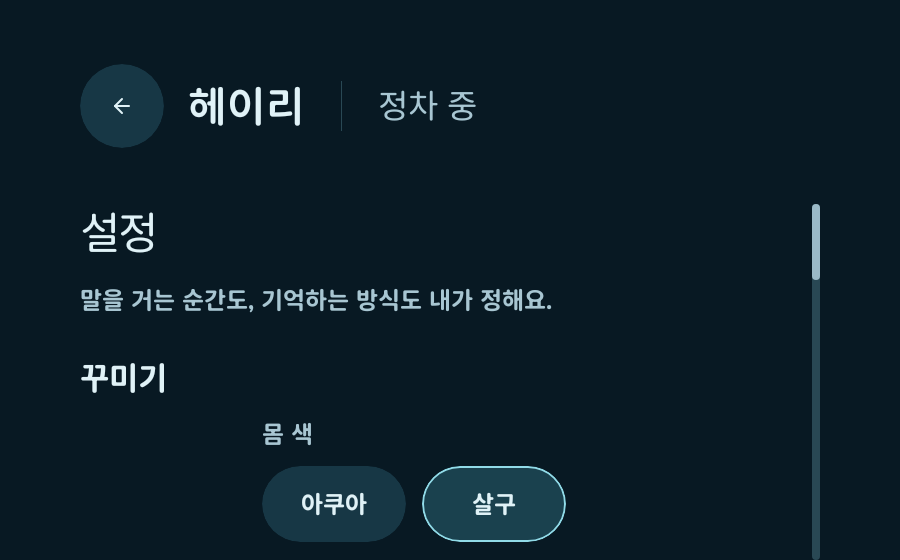 헤이리
정차 중
설정
말을 거는 순간도, 기억하는 방식도 내가 정해요.
꾸미기
몸 색
아쿠아
살구